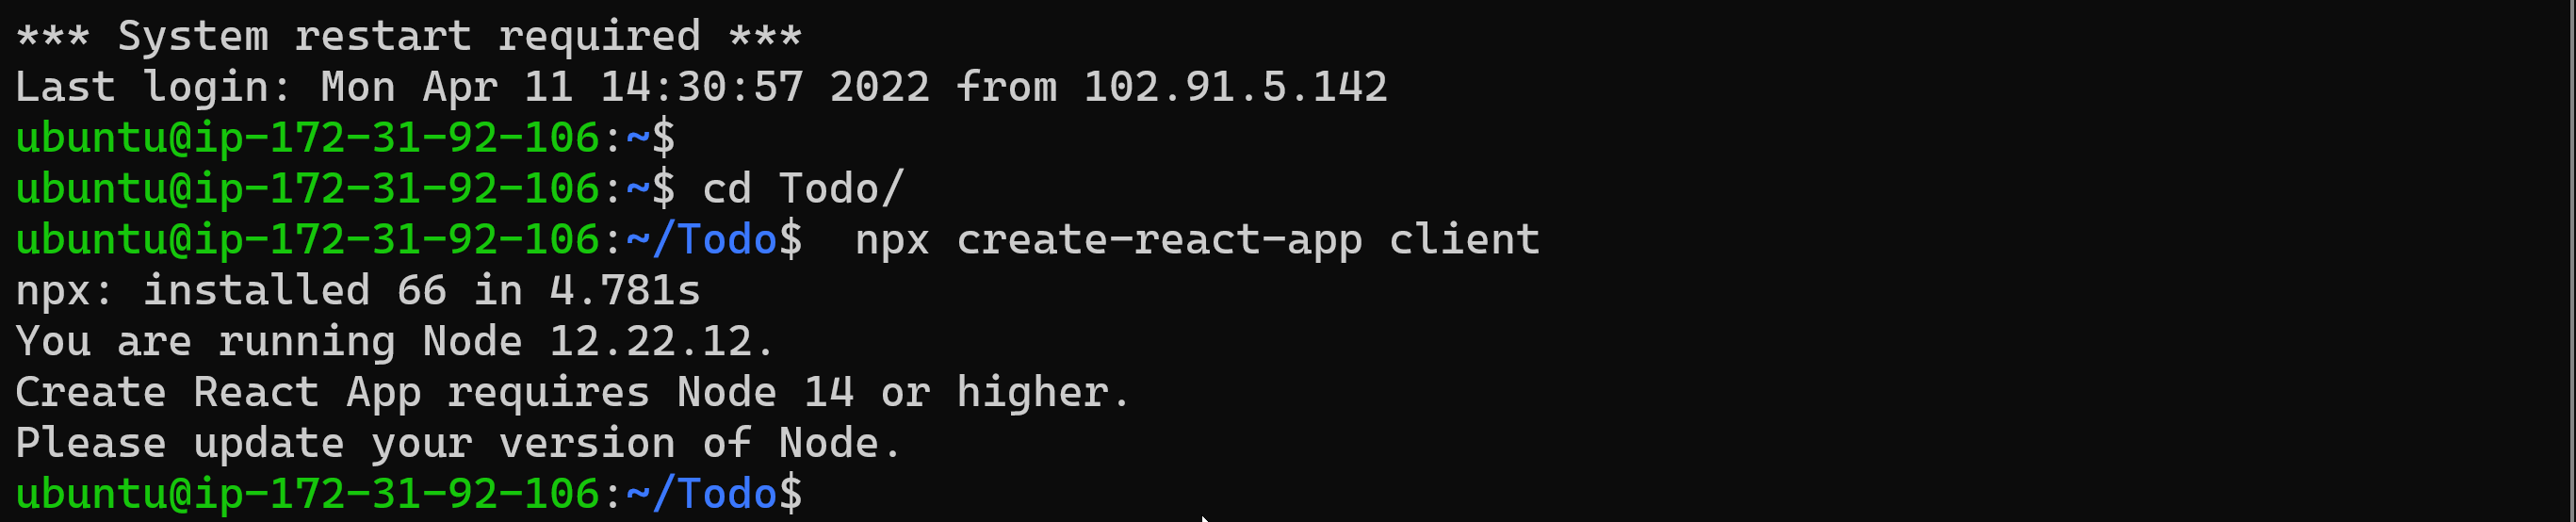 *** System restart required ***
Last login: Mon Apr 11 14:30:57 2022 from 102.91.5.142
ubuntu@ip-172-31-92-106:~$
ubuntu@ip-172-31-92-106:~$ cd Todo/
ubuntu@ip-172-31-92-106:~/Todo$  npx create-react-app client
npx: installed 66 in 4.781s
You are running Node 12.22.12.
Create React App requires Node 14 or higher.
Please update your version of Node.
ubuntu@ip-172-31-92-106:~/Todo$